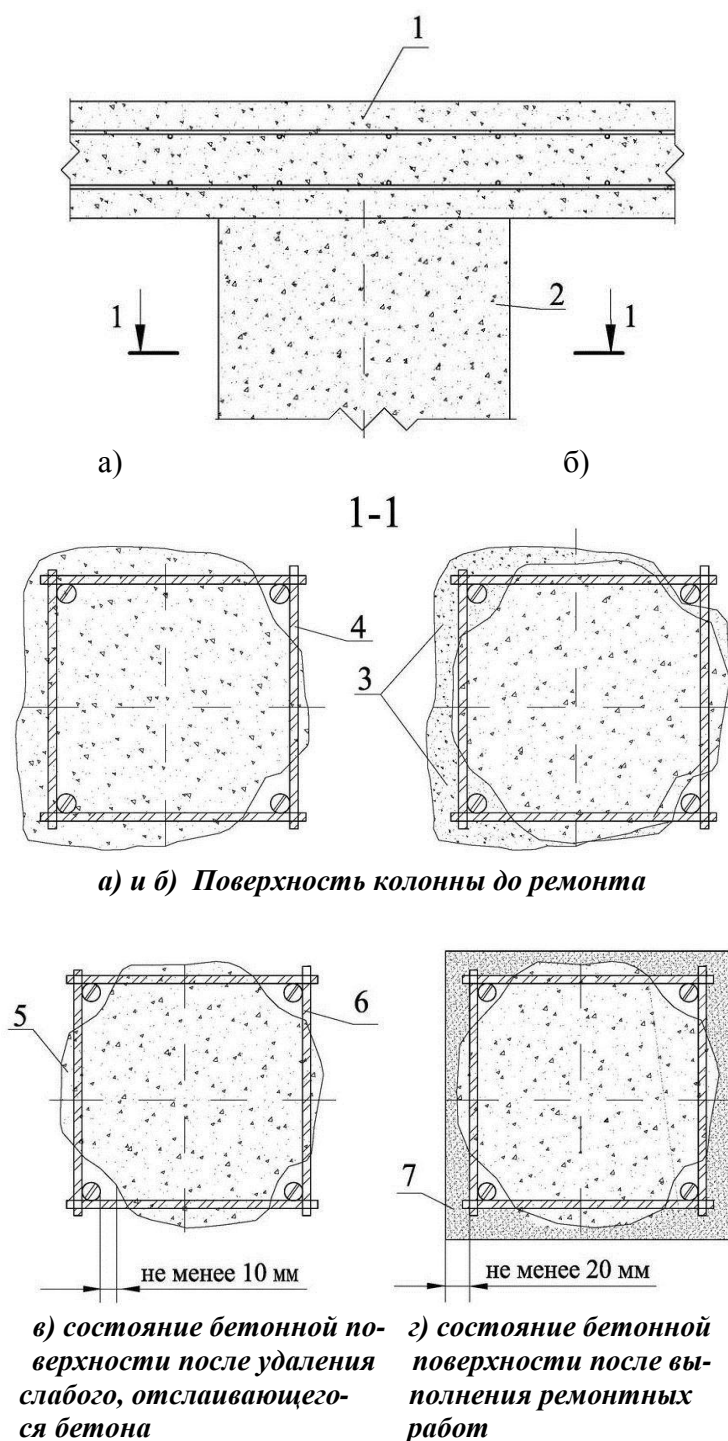 1
2
1 1
а) б)
1-1
4
3
а) и б) Поверхность колонны до ремонта
5 6
7
не менее 10 мм не менее 20 мм
в) состояние бетонной по-
верхности после удаления
слабого, отслаивающего-
ся бетона
г) состояние бетонной
поверхности после вы-
полнения ремонтных
работ